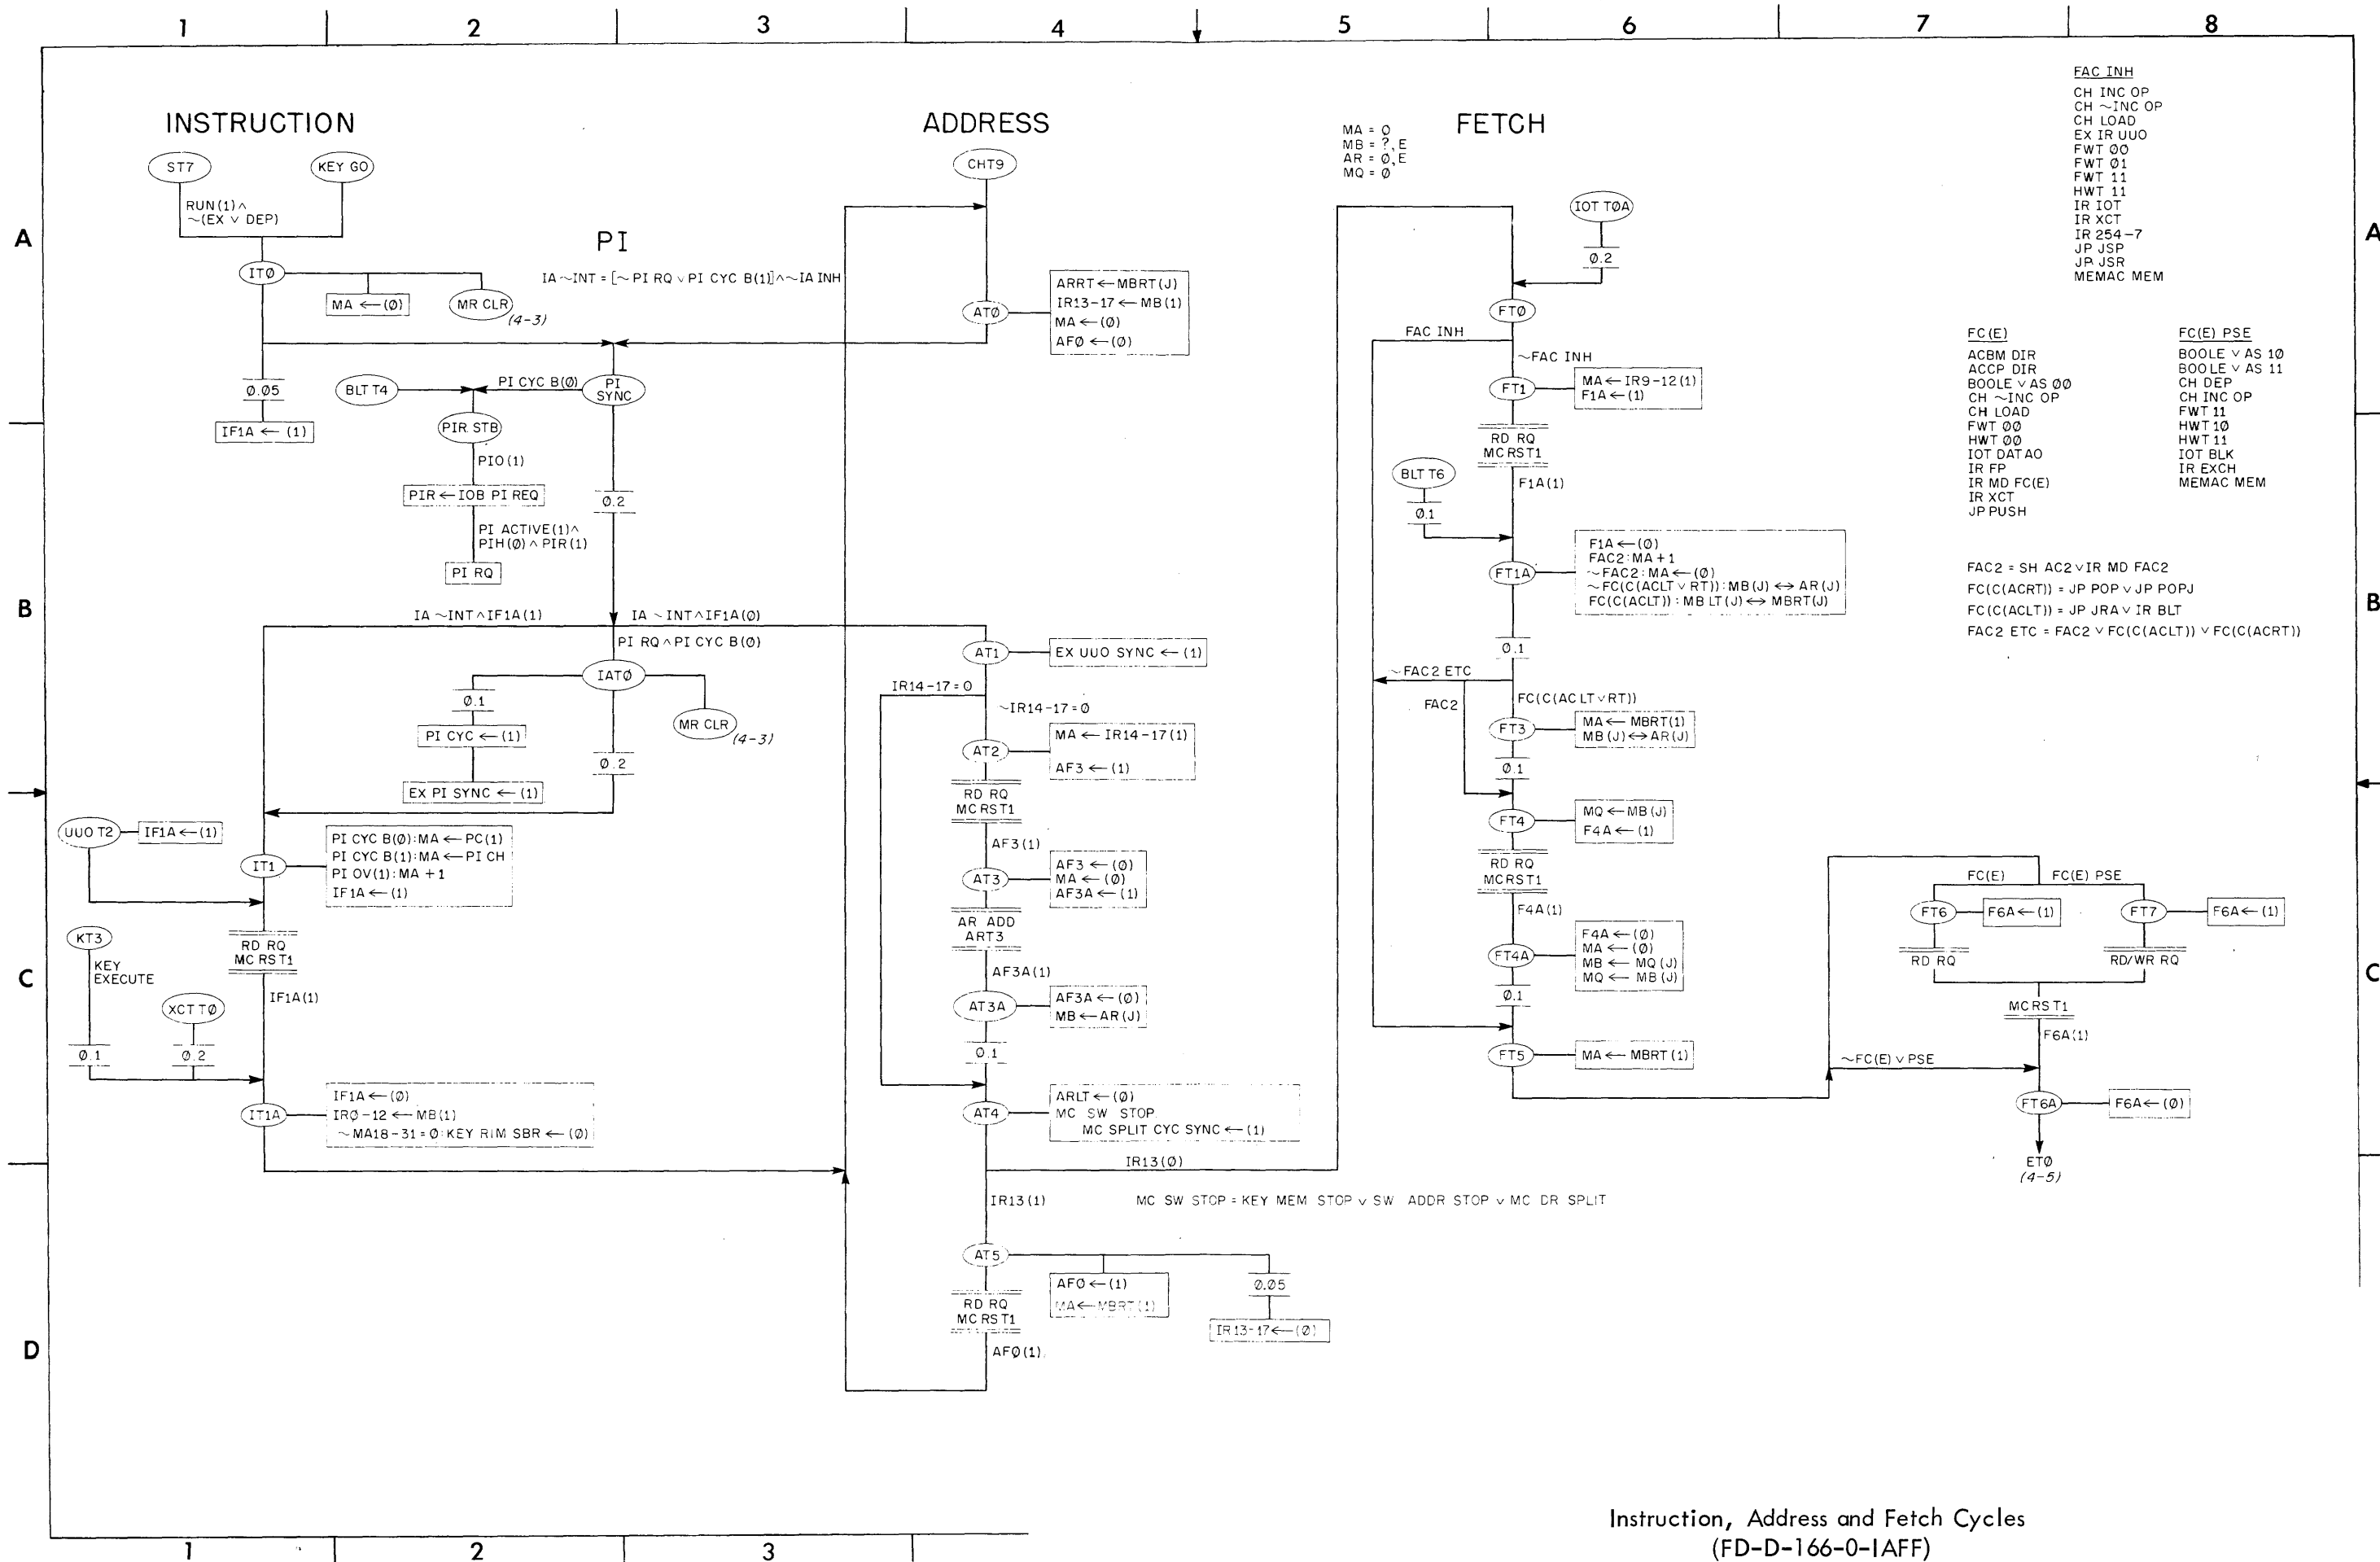 1 2 3 4 5 6 7 8
A
B
C
D
A
B
C
INSTRUCTION
ST7
KEY GO
RUN(1)∧
~(EX ∨ DEP)
ITØ
MA ←(Ø)
MR CLR
(4-3)
Ø.05
IF1A ← (1)
PI
IA ~INT = [~ PI RQ ∨ PI CYC B(1)] ∧ ~IA INH
BLT T4
PI CYC B(Ø)
PI
SYNC
PIR STB
PIO(1)
PIR ← IOB PI REQ
Ø.2
PI ACTIVE(1)∧
PIH(Ø) ∧ PIR(1)
PI RQ
IA ~INT∧IF1A(1)
IA ~INT∧IF1A(Ø)
PI RQ∧PI CYC B(Ø)
IATØ
Ø.1
PI CYC ← (1)
EX PI SYNC ← (1)
MR CLR
(4-3)
Ø.2
UUO T2
IF1A ← (1)
IT1
PI CYC B(Ø):MA ← PC(1)
PI CYC B(1):MA ← PI CH
PI OV(1):MA +1
IF1A ← (1)
KT3
KEY
EXECUTE
RD RQ
MC RST1
IF1A(1)
XCT TØ
Ø.1
Ø.2
IT1A
IF1A ← (Ø)
IRØ-12 ← MB(1)
~MA18-31=Ø:KEY RIM SBR ← (Ø)
ADDRESS
CHT9
ATØ
ARRT ← MBRT(J)
IR13-17 ← MB(1)
MA ← (Ø)
AFØ ← (Ø)
AT1
EX UUO SYNC ← (1)
IR14-17=0
~IR14-17=0
AT2
MA ← IR14-17(1)
AF3 ← (1)
RD RQ
MC RST1
AF3(1)
AT3
AF3 ← (Ø)
MA ← (Ø)
AF3A ← (1)
AR ADD
ART3
AF3A(1)
AT3A
AF3A ← (Ø)
MB ← AR(J)
Ø.1
AT4
ARLT ← (Ø)
MC SW STOP:
MC SPLIT CYC SYNC ← (1)
IR13(Ø)
IR13(1)
MC SW STOP = KEY MEM STOP ∨ SW ADDR STOP ∨ MC DR SPLIT
AT5
AFØ ← (1)
MA ← MBRT(1)
Ø.05
IR13-17 ← (Ø)
RD RQ
MC RST1
AFØ(1)
FETCH
MA = 0
MB = ?,E
AR = Ø,E
MQ = Ø
IOT TØA
Ø.2
FTØ
FAC INH
~FAC INH
FT1
MA ← IR9-12(1)
F1A ← (1)
RD RQ
MC RST1
F1A(1)
BLT T6
Ø.1
FT1A
F1A ← (Ø)
FAC2:MA+1
~FAC2:MA ← (Ø)
~FC(C(ACLT∨RT)):MB(J) ↔ AR(J)
FC(C(ACLT)):MB LT(J) ↔ MBRT(J)
Ø.1
~FAC2 ETC
FAC2
FC(C(ACLT∨RT))
FT3
MA ← MBRT(1)
MB(J) ↔ AR(J)
Ø.1
FT4
MQ ← MB(J)
F4A ← (1)
RD RQ
MC RST1
F4A(1)
FT4A
F4A ← (Ø)
MA ← (Ø)
MB ← MQ(J)
MQ ← MB(J)
Ø.1
FT5
MA ← MBRT(1)
FC(E)
FC(E) PSE
FT6
F6A ← (1)
FT7
F6A ← (1)
RD RQ
RD/WR RQ
MC RST1
F6A(1)
~FC(E) ∨ PSE
FT6A
F6A ← (Ø)
ETØ
(4-5)
FAC INH
CH INC OP
CH ~INC OP
CH LOAD
EX IR UUO
FWT ØØ
FWT Ø1
FWT 11
HWT 11
IR IOT
IR XCT
IR 254-7
JP JSP
JP JSR
MEMAC MEM
FC(E)
ACBM DIR
ACCP DIR
BOOLE ∨ AS ØØ
CH ~INC OP
CH LOAD
FWT ØØ
HWT ØØ
IOT DATAO
IR FP
IR MD FC(E)
IR XCT
JP PUSH
FC(E) PSE
BOOLE ∨ AS 1Ø
BOOLE ∨ AS 11
CH DEP
CH INC OP
FWT 11
HWT 1Ø
HWT 11
IOT BLK
IR EXCH
MEMAC MEM
FAC2 = SH AC2∨IR MD FAC2
FC(C(ACRT)) = JP POP ∨ JP POPJ
FC(C(ACLT)) = JP JRA ∨ IR BLT
FAC2 ETC = FAC2 ∨ FC(C(ACLT)) ∨ FC(C(ACRT))
1 2 3
Instruction, Address and Fetch Cycles
(FD-D-166-0-IAFF)